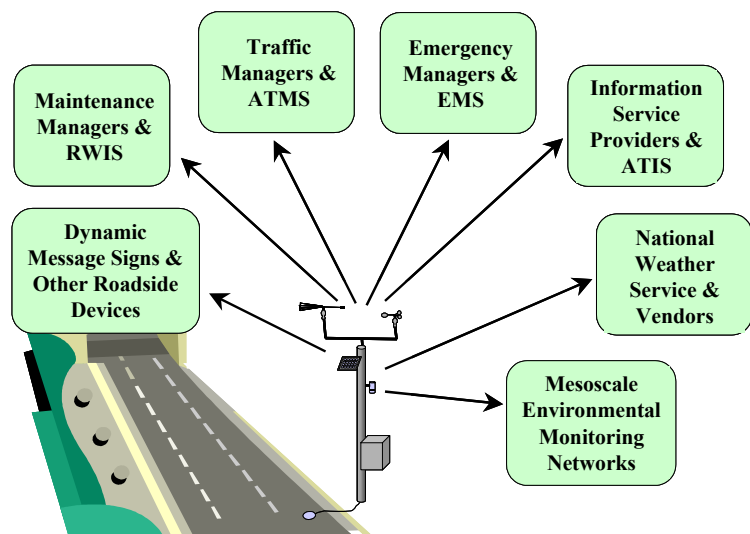 Traffic
Managers &
ATMS
Emergency
Managers &
EMS
Maintenance
Managers &
RWIS
Information
Service
Providers &
ATIS
Dynamic
Message Signs &
Other Roadside
Devices
National
Weather
Service &
Vendors
Mesoscale
Environmental
Monitoring
Networks